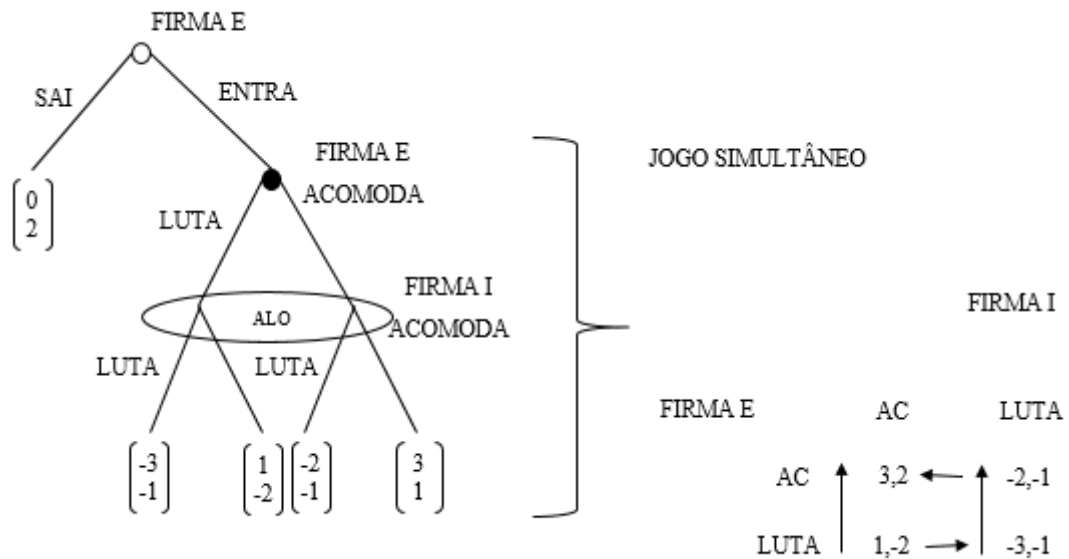 FIRMA E
SAI
ENTRA
0
2
FIRMA E
ACOMODA
LUTA
FIRMA I
ACOMODA
ALO
LUTA LUTA
-3 1 -2 3
-1 -2 -1 1
JOGO SIMULTÂNEO
FIRMA I
FIRMA E AC LUTA
AC 3,2 -2,-1
LUTA 1,-2 -3,-1